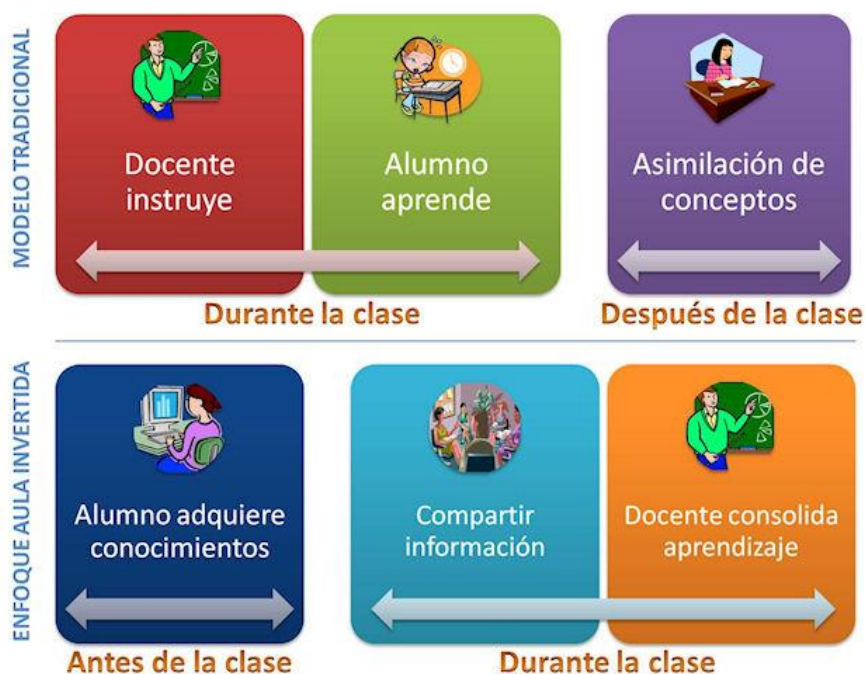 MODELO TRADICIONAL
Docente
instruye
Alumno
aprende
Asimilación de
conceptos
Durante la clase
Después de la clase
ENFOQUE AULA INVERTIDA
Alumno adquiere
conocimientos
Compartir
información
Docente consolida
aprendizaje
Antes de la clase
Durante la clase